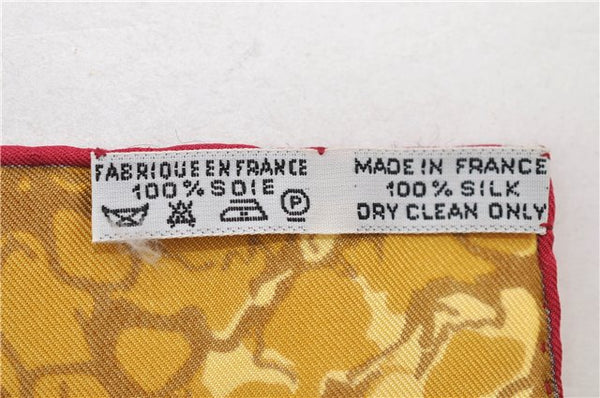 FABRIQUE EN FRANCE
100% SOIE
P
MADE IN FRANCE
100% SILK
DRY CLEAN ONLY